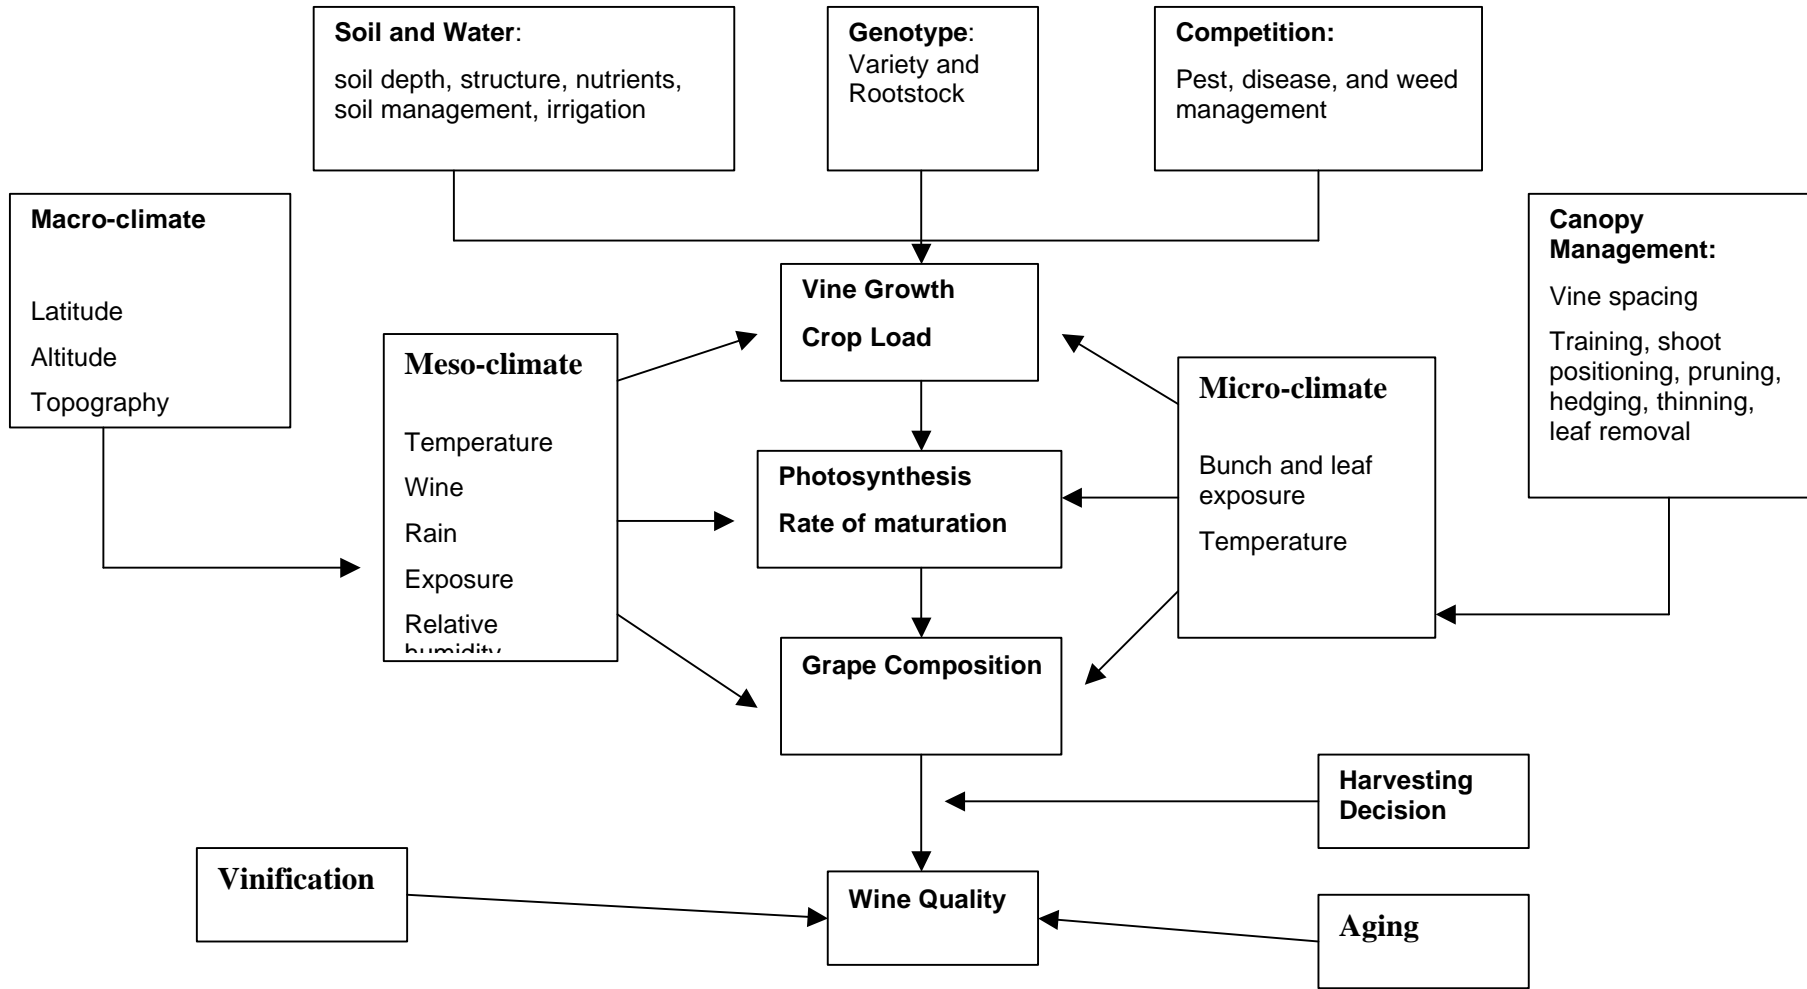 Soil and Water:
soil depth, structure, nutrients,
soil management, irrigation
Genotype:
Variety and
Rootstock
Competition:
Pest, disease, and weed
management
Macro-climate
Latitude
Altitude
Topography
Canopy
Management:
Vine spacing
Training, shoot
positioning, pruning,
hedging, thinning,
leaf removal
Vine Growth
Crop Load
Meso-climate
Temperature
Wine
Rain
Exposure
Relative
humidity
Micro-climate
Bunch and leaf
exposure
Temperature
Photosynthesis
Rate of maturation
Grape Composition
Harvesting
Decision
Vinification
Wine Quality
Aging